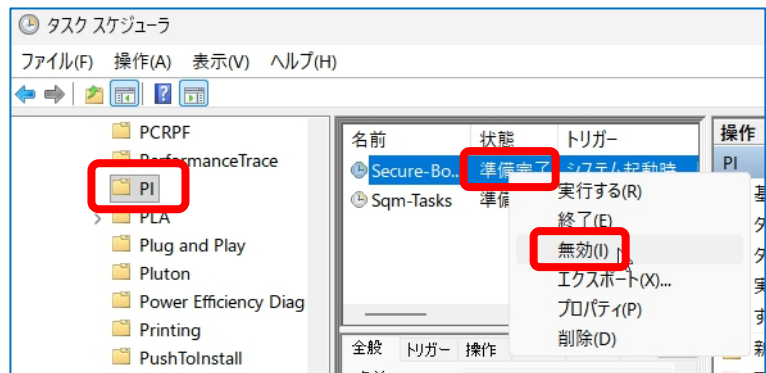 タスク スケジューラ
ファイル(F) 操作(A) 表示(V) ヘルプ(H)
PCRPF
PerformanceTrace
PI
PLA
Plug and Play
Pluton
Power Efficiency Diag
Printing
PushToInstall
名前 状態 トリガー
Secure-Bo... 準備完了 システム起動時
Sqm-Tasks 準備
実行する(R)
終了(E)
無効(I)
エクスポート(X)...
プロパティ(P)
削除(D)
全般 トリガー 操作
操作
PI